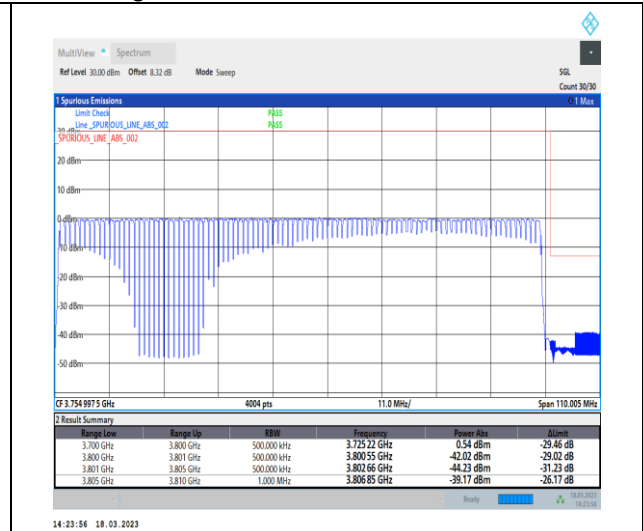 MultiView Spectrum
Ref Level 30.00 dBm Offset 8.32 dB Mode Sweep SGL
Count 30/30
1 Spurious Emissions 1 Max
Limit Check PASS
Line _SPURIOUS_LINE_ABS_002 PASS
30 dBm
_SPURIOUS_LINE_ABS_002
20 dBm
10 dBm
0 dBm
-10 dBm
-20 dBm
-30 dBm
-40 dBm
-50 dBm
CF 3.754 997 5 GHz 4004 pts 11.0 MHz/ Span 110.005 MHz
2 Result Summary
Range Low Range Up RBW Frequency Power Abs ΔLimit
3.700 GHz 3.800 GHz 500.000 kHz 3.725 22 GHz 0.54 dBm -29.46 dB
3.800 GHz 3.801 GHz 500.000 kHz 3.800 55 GHz -42.02 dBm -29.02 dB
3.801 GHz 3.805 GHz 500.000 kHz 3.802 66 GHz -44.23 dBm -31.23 dB
3.805 GHz 3.810 GHz 1.000 MHz 3.806 85 GHz -39.17 dBm -26.17 dB
Ready 18.03.2023
14:23:56
14:23:56 18.03.2023